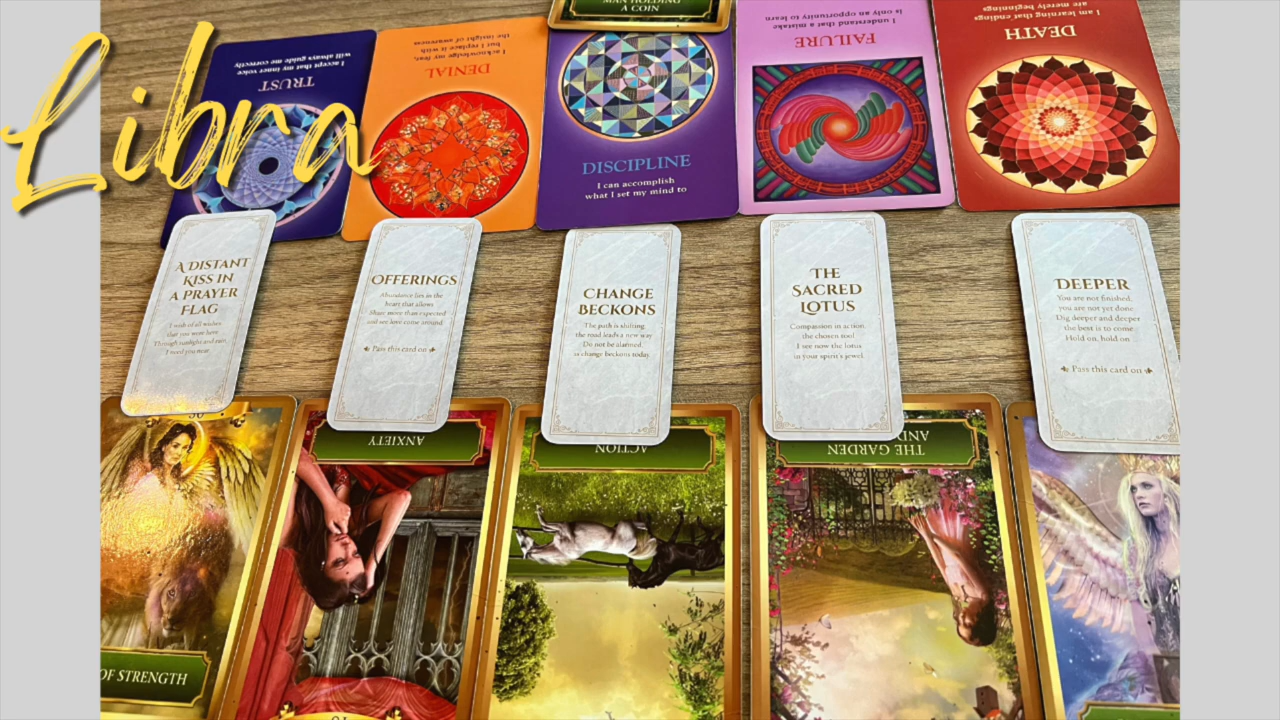 Libra
MAN HOLDING
A COIN
TRUST
I accept that my inner voice
will always guide me correctly
DENIAL
I acknowledge my fear,
but I replace it with
the insight of awareness
DISCIPLINE
I can accomplish
what I set my mind to
FAILURE
I understand that a mistake
is only an opportunity to learn
DEATH
I am learning that endings
are merely beginnings
A DISTANT
KISS IN
A PRAYER
FLAG
I wish of all wishes
that you were here
Through sunlight and rain,
I need you near
OFFERINGS
Abundance lies in the
heart that allows
Share more than expected
and see love come around
Pass this card on
CHANGE
BECKONS
The path is shifting,
the road leads a new way
Do not be alarmed,
as change beckons today
THE
SACRED
LOTUS
Compassion in action,
the chosen tool
I see now the lotus
in your spirit's jewel
DEEPER
You are not finished,
you are not yet done
Dig deeper and deeper
the best is to come
Hold on, hold on
Pass this card on
OF
OF STRENGTH
ANXIETY
10
ACTION
THE GARDEN
AND